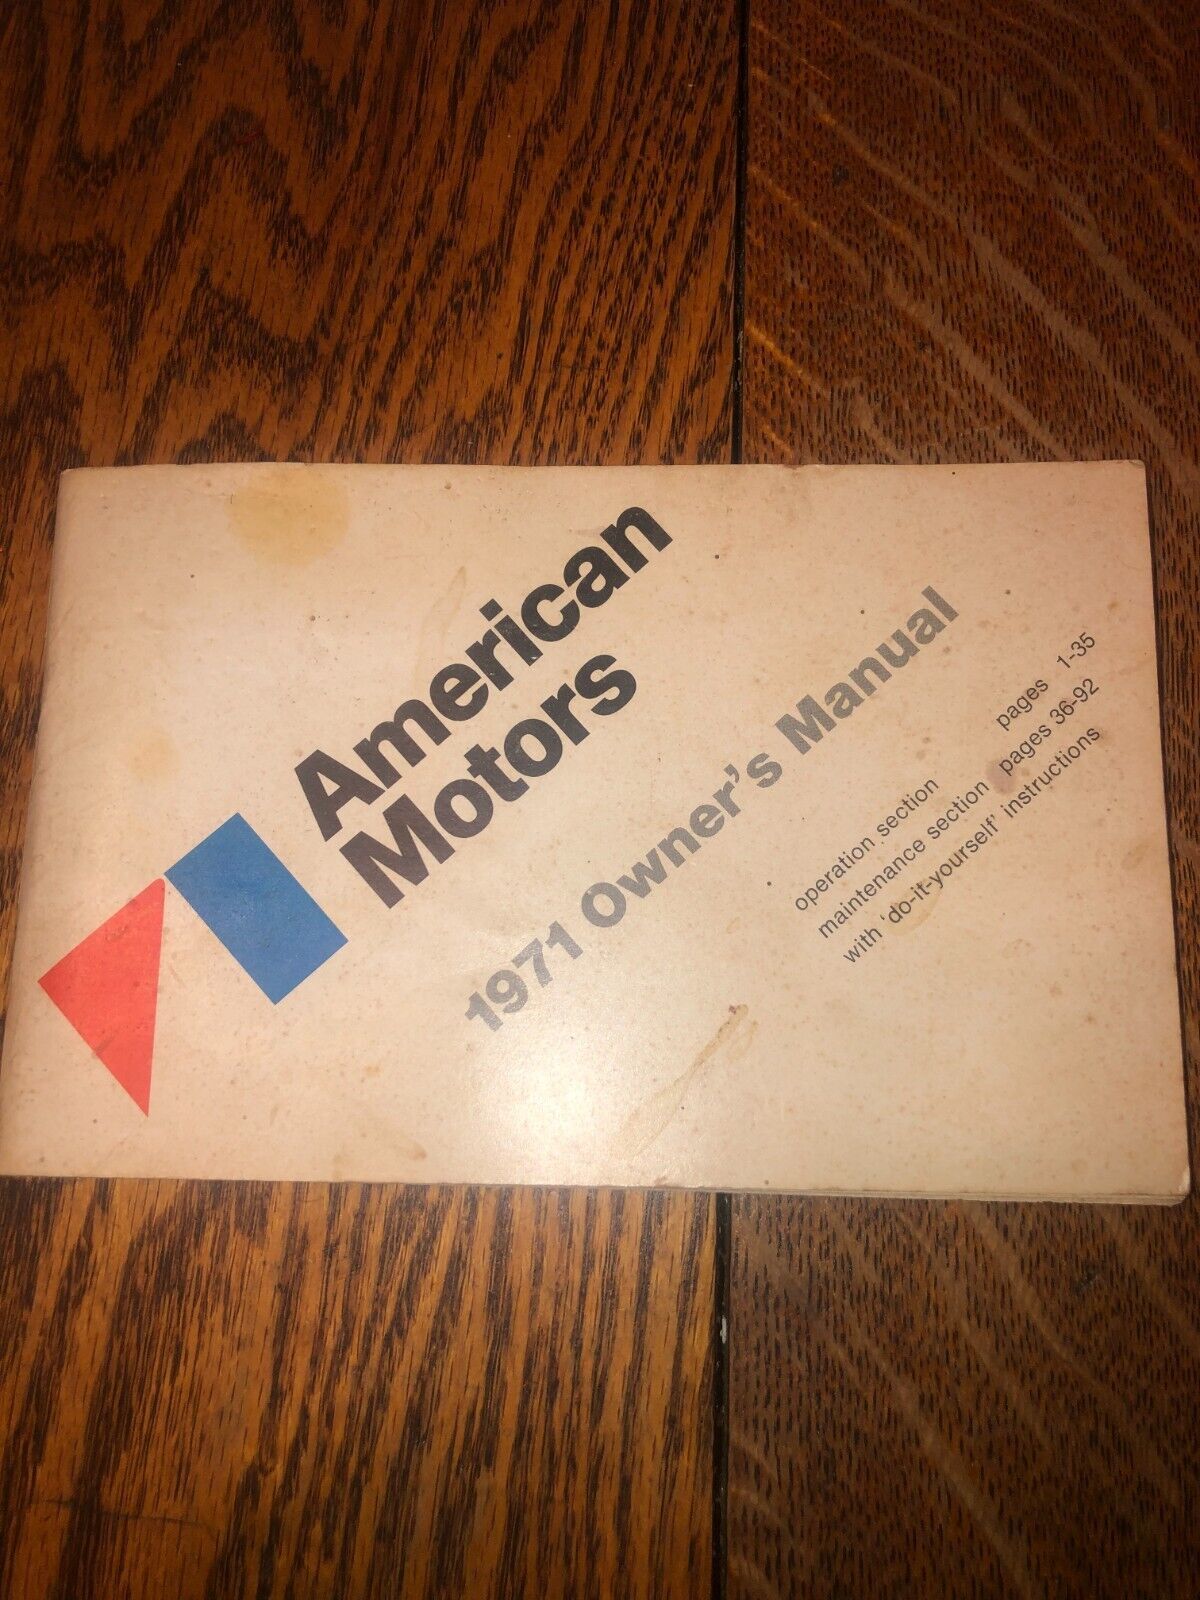 American
Motors
1971 Owner's Manual
operation section pages 1-35
maintenance section pages 36-92
with 'do-it-yourself' instructions